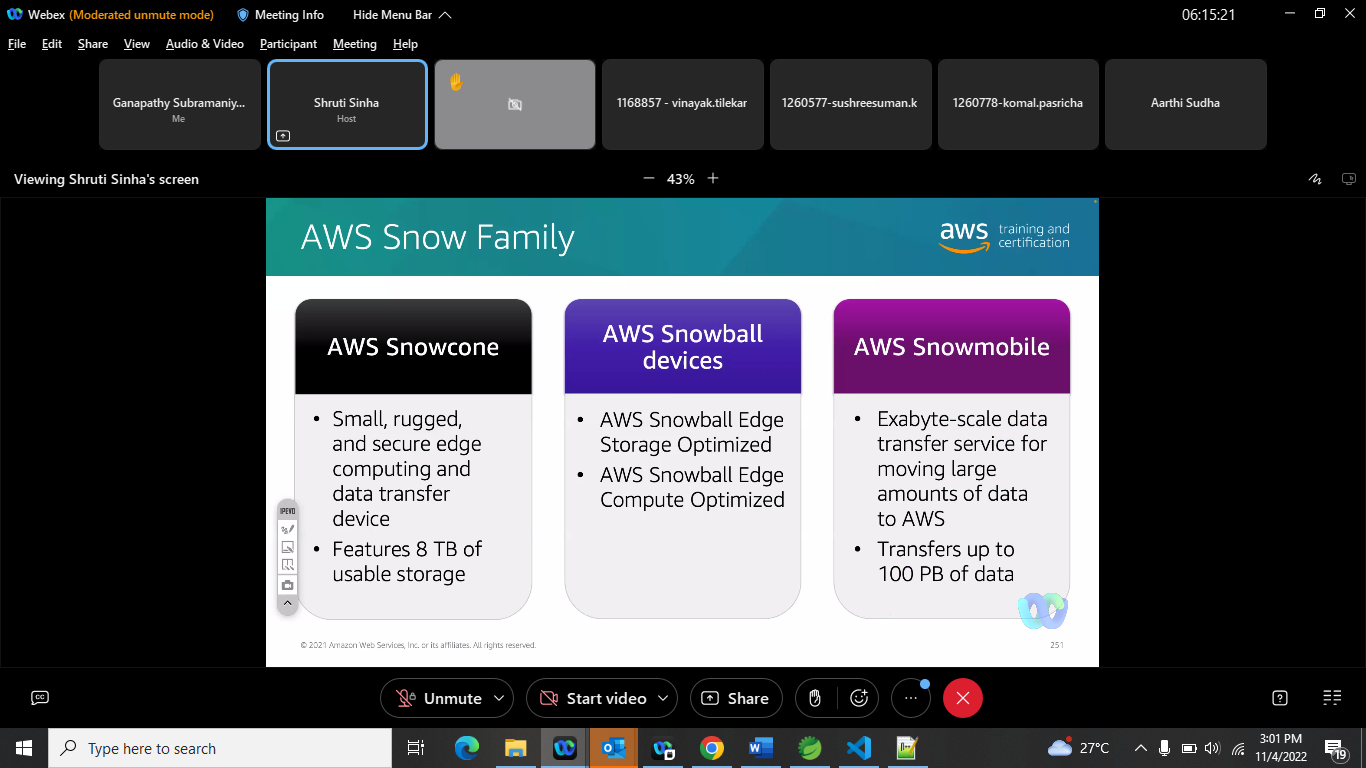 Webex (Moderated unmute mode) Meeting Info Hide Menu Bar 06:15:21
File Edit Share View Audio & Video Participant Meeting Help
Ganapathy Subramaniy...
Me
Shruti Sinha
Host
1168857 - vinayak.tilekar
1260577-sushreesuman.k
1260778-komal.pasricha
Aarthi Sudha
Viewing Shruti Sinha's screen
43%
AWS Snow Family
aws training and
certification
AWS Snowcone
• Small, rugged,
and secure edge
computing and
data transfer
device
• Features 8 TB of
usable storage
AWS Snowball
devices
• AWS Snowball Edge
Storage Optimized
• AWS Snowball Edge
Compute Optimized
AWS Snowmobile
• Exabyte-scale data
transfer service for
moving large
amounts of data
to AWS
• Transfers up to
100 PB of data
IPEVO
© 2021 Amazon Web Services, Inc. or its affiliates. All rights reserved.
251
CC
Unmute Start video Share
Type here to search
27°C
3:01 PM
11/4/2022
19